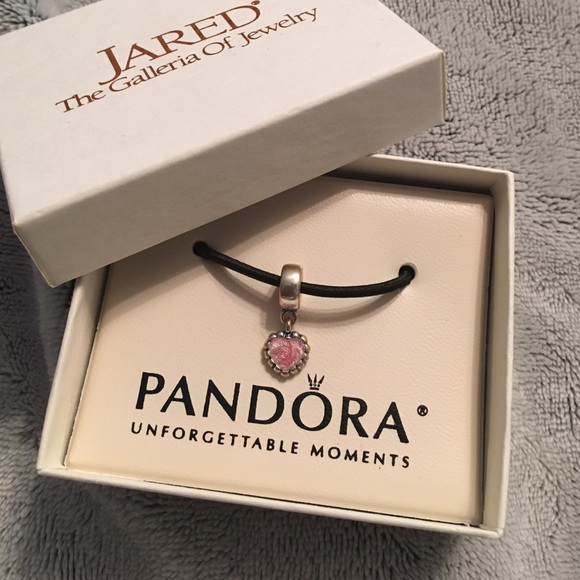 JARED®
The Galleria Of Jewelry
PANDORA®
UNFORGETTABLE MOMENTS